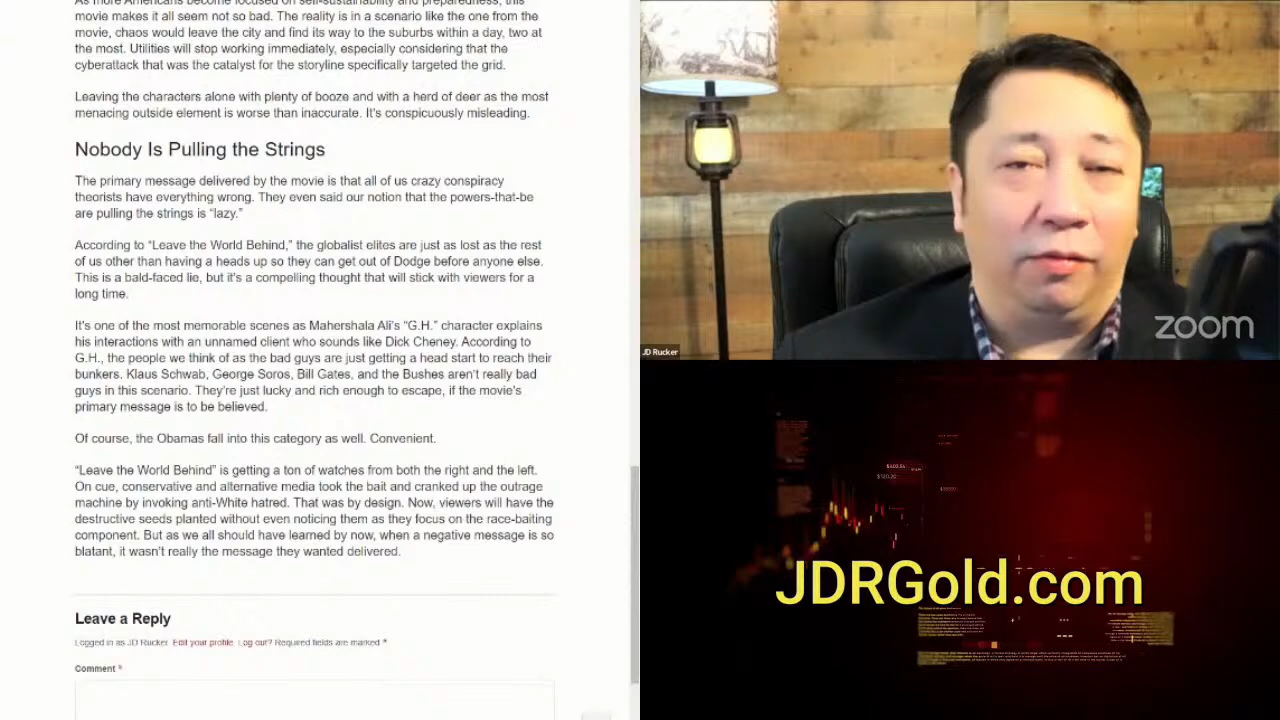 As more Americans become focused on self-sustainability and preparedness, this
movie makes it all seem not so bad. The reality is in a scenario like the one from the
movie, chaos would leave the city and find its way to the suburbs within a day, two at
the most. Utilities will stop working immediately, especially considering that the
cyberattack that was the catalyst for the storyline specifically targeted the grid.
Leaving the characters alone with plenty of booze and with a herd of deer as the most
menacing outside element is worse than inaccurate. It's conspicuously misleading.
Nobody Is Pulling the Strings
The primary message delivered by the movie is that all of us crazy conspiracy
theorists have everything wrong. They even said our notion that the powers-that-be
are pulling the strings is “lazy.”
According to “Leave the World Behind,” the globalist elites are just as lost as the rest
of us other than having a heads up so they can get out of Dodge before anyone else.
This is a bald-faced lie, but it's a compelling thought that will stick with viewers for a
long time.
It's one of the most memorable scenes as Mahershala Ali's “G.H.” character explains
his interactions with an unnamed client who sounds like Dick Cheney. According to
G.H., the people we think of as the bad guys are just getting a head start to reach their
bunkers. Klaus Schwab, George Soros, Bill Gates, and the Bushes aren't really bad
guys in this scenario. They're just lucky and rich enough to escape, if the movie's
primary message is to be believed.
Of course, the Obamas fall into this category as well. Convenient.
“Leave the World Behind” is getting a ton of watches from both the right and the left.
On cue, conservative and alternative media took the bait and cranked up the outrage
machine by invoking anti-White hatred. That was by design. Now, viewers will have the
destructive seeds planted without even noticing them as they focus on the race-baiting
component. But as we all should have learned by now, when a negative message is so
blatant, it wasn't really the message they wanted delivered.
Leave a Reply
Logged in as JD Rucker. Edit your profile. Log out? Required fields are marked *
Comment *
JD Rucker
zoom
JDRGold.com